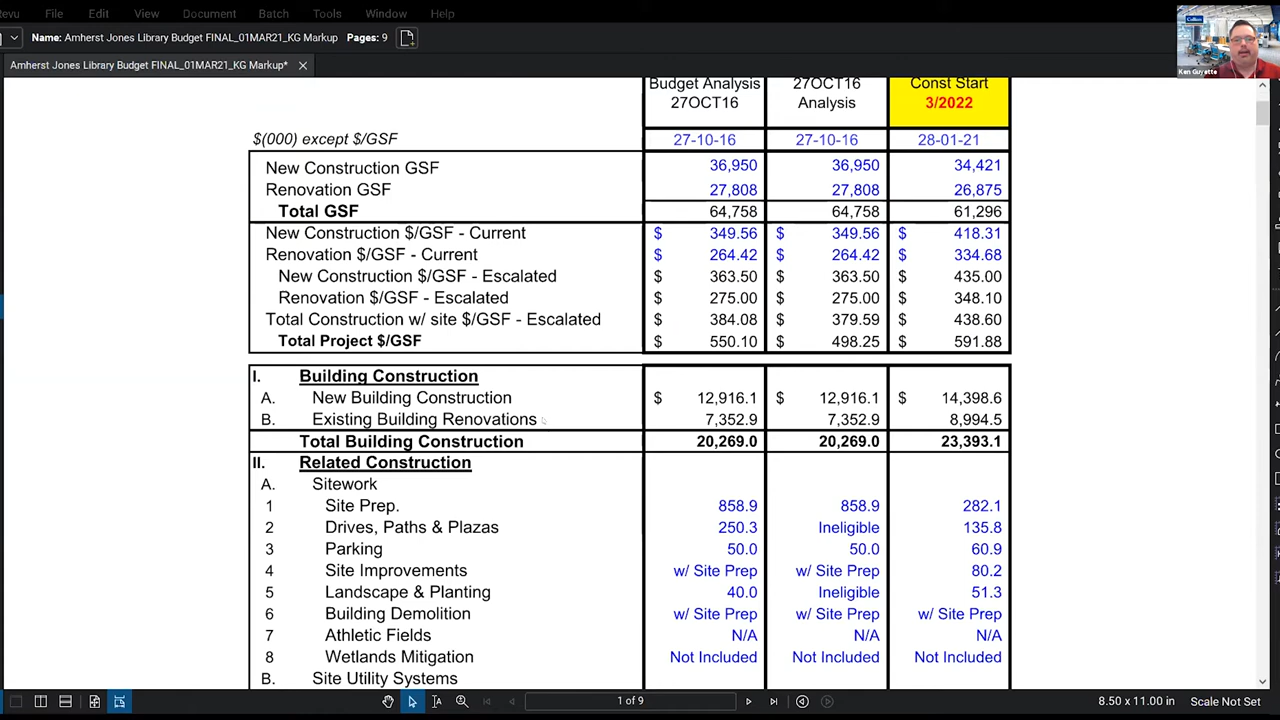 Revu File Edit View Document Batch Tools Window Help
Name: Amherst Jones Library Budget FINAL_01MAR21_KG Markup Pages: 9
Amherst Jones Library Budget FINAL_01MAR21_KG Markup*
Colliers
Ken Guyette
Budget Analysis 27OCT16 Const Start
27OCT16 Analysis 3/2022
$(000) except $/GSF 27-10-16 27-10-16 28-01-21
New Construction GSF 36,950 36,950 34,421
Renovation GSF 27,808 27,808 26,875
Total GSF 64,758 64,758 61,296
New Construction $/GSF - Current $ 349.56 $ 349.56 $ 418.31
Renovation $/GSF - Current $ 264.42 $ 264.42 $ 334.68
New Construction $/GSF - Escalated $ 363.50 $ 363.50 $ 435.00
Renovation $/GSF - Escalated $ 275.00 $ 275.00 $ 348.10
Total Construction w/ site $/GSF - Escalated $ 384.08 $ 379.59 $ 438.60
Total Project $/GSF $ 550.10 $ 498.25 $ 591.88
I. Building Construction
A. New Building Construction $ 12,916.1 $ 12,916.1 $ 14,398.6
B. Existing Building Renovations 7,352.9 7,352.9 8,994.5
Total Building Construction 20,269.0 20,269.0 23,393.1
II. Related Construction
A. Sitework
1 Site Prep. 858.9 858.9 282.1
2 Drives, Paths & Plazas 250.3 Ineligible 135.8
3 Parking 50.0 50.0 60.9
4 Site Improvements w/ Site Prep w/ Site Prep 80.2
5 Landscape & Planting 40.0 Ineligible 51.3
6 Building Demolition w/ Site Prep w/ Site Prep w/ Site Prep
7 Athletic Fields N/A N/A N/A
8 Wetlands Mitigation Not Included Not Included Not Included
B. Site Utility Systems
1 of 9 8.50 x 11.00 in Scale Not Set